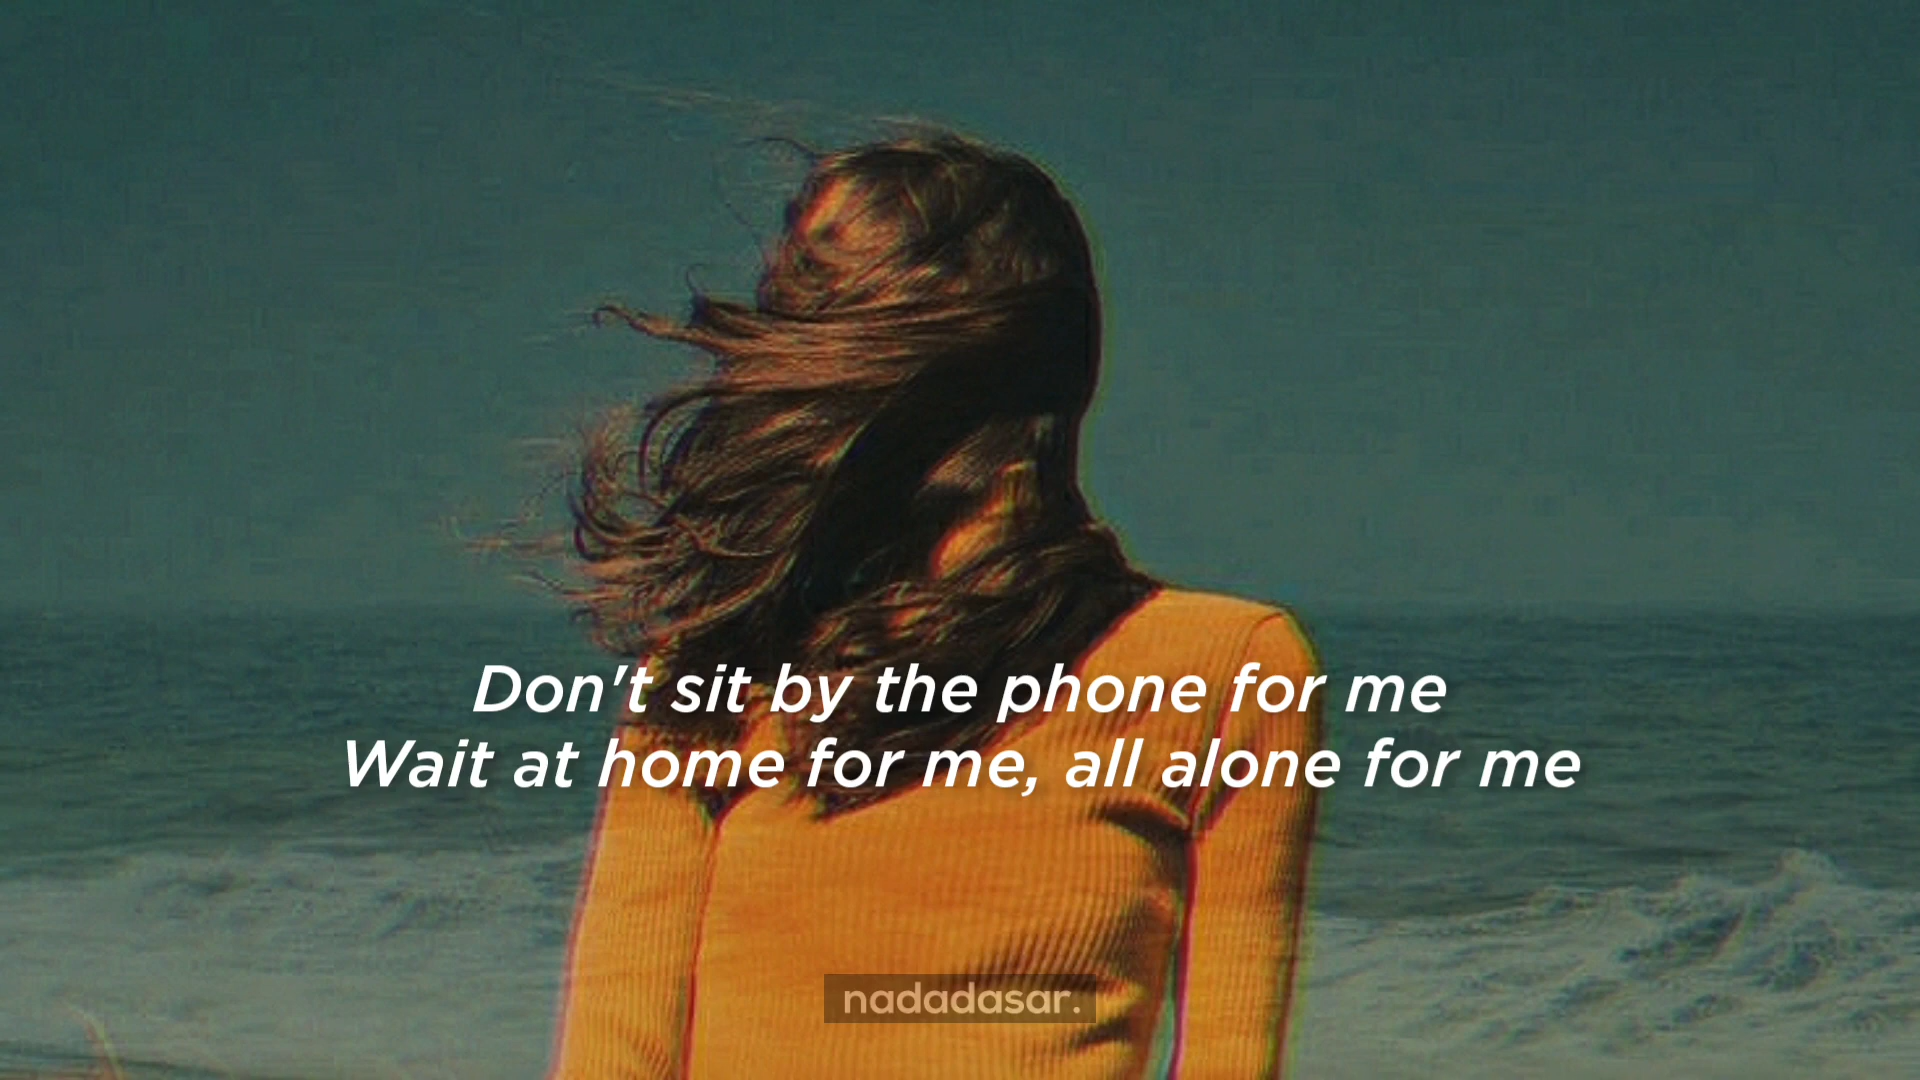 Don't sit by the phone for me
Wait at home for me, all alone for me
nadadasar.